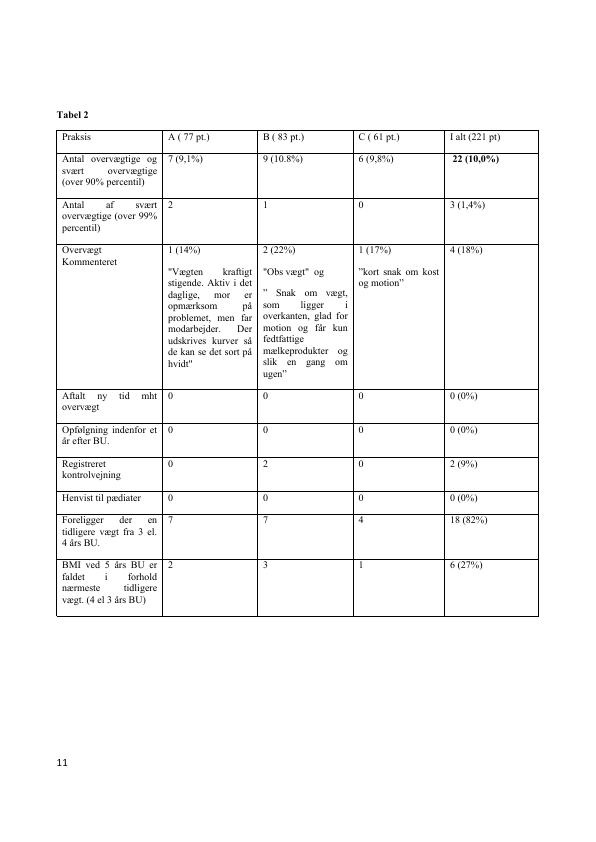 Tabel 2
Praksis
A ( 77 pt.)
B ( 83 pt.)
C ( 61 pt)
I alt (221 pt)
Antal overvægtige og
svært overvægtige
(over 90% percentil)
7 (9,1%)
9 (10.8%)
6 (9,8%)
22 (10,0%)
Antal af svært
overvægtige (over 99%
percentil)
2
1
0
3 (1,4%)
Overvægt
Kommenteret
1 (14%)
"Vægten kraftigt
stigende. Aktiv i det
daglige, mor er
opmærksom på
problemet, men far
modarbejder. Der
udskrives kurver så
de kan se det sort på
hvidt"
2 (22%)
"Obs vægt" og
” Snak om vægt,
som ligger i
overkanten, glad for
motion og får kun
fedtfattige
mælkeprodukter og
slik en gang om
ugen”
1 (17%)
”kort snak om kost
og motion”
4 (18%)
Aftalt ny tid mht
overvægt
0
0
0
0 (0%)
Opfølgning indenfor et
år efter BU.
0
0
0
0 (0%)
Registreret
kontrolvejning
0
2
0
2 (9%)
Henvist til pædiater
0
0
0
0 (0%)
Foreligger der en
tidligere vægt fra 3 el.
4 års BU.
7
7
4
18 (82%)
BMI ved 5 års BU er
faldet i forhold
nærmeste tidligere
vægt. (4 el 3 års BU)
2
3
1
6 (27%)
11